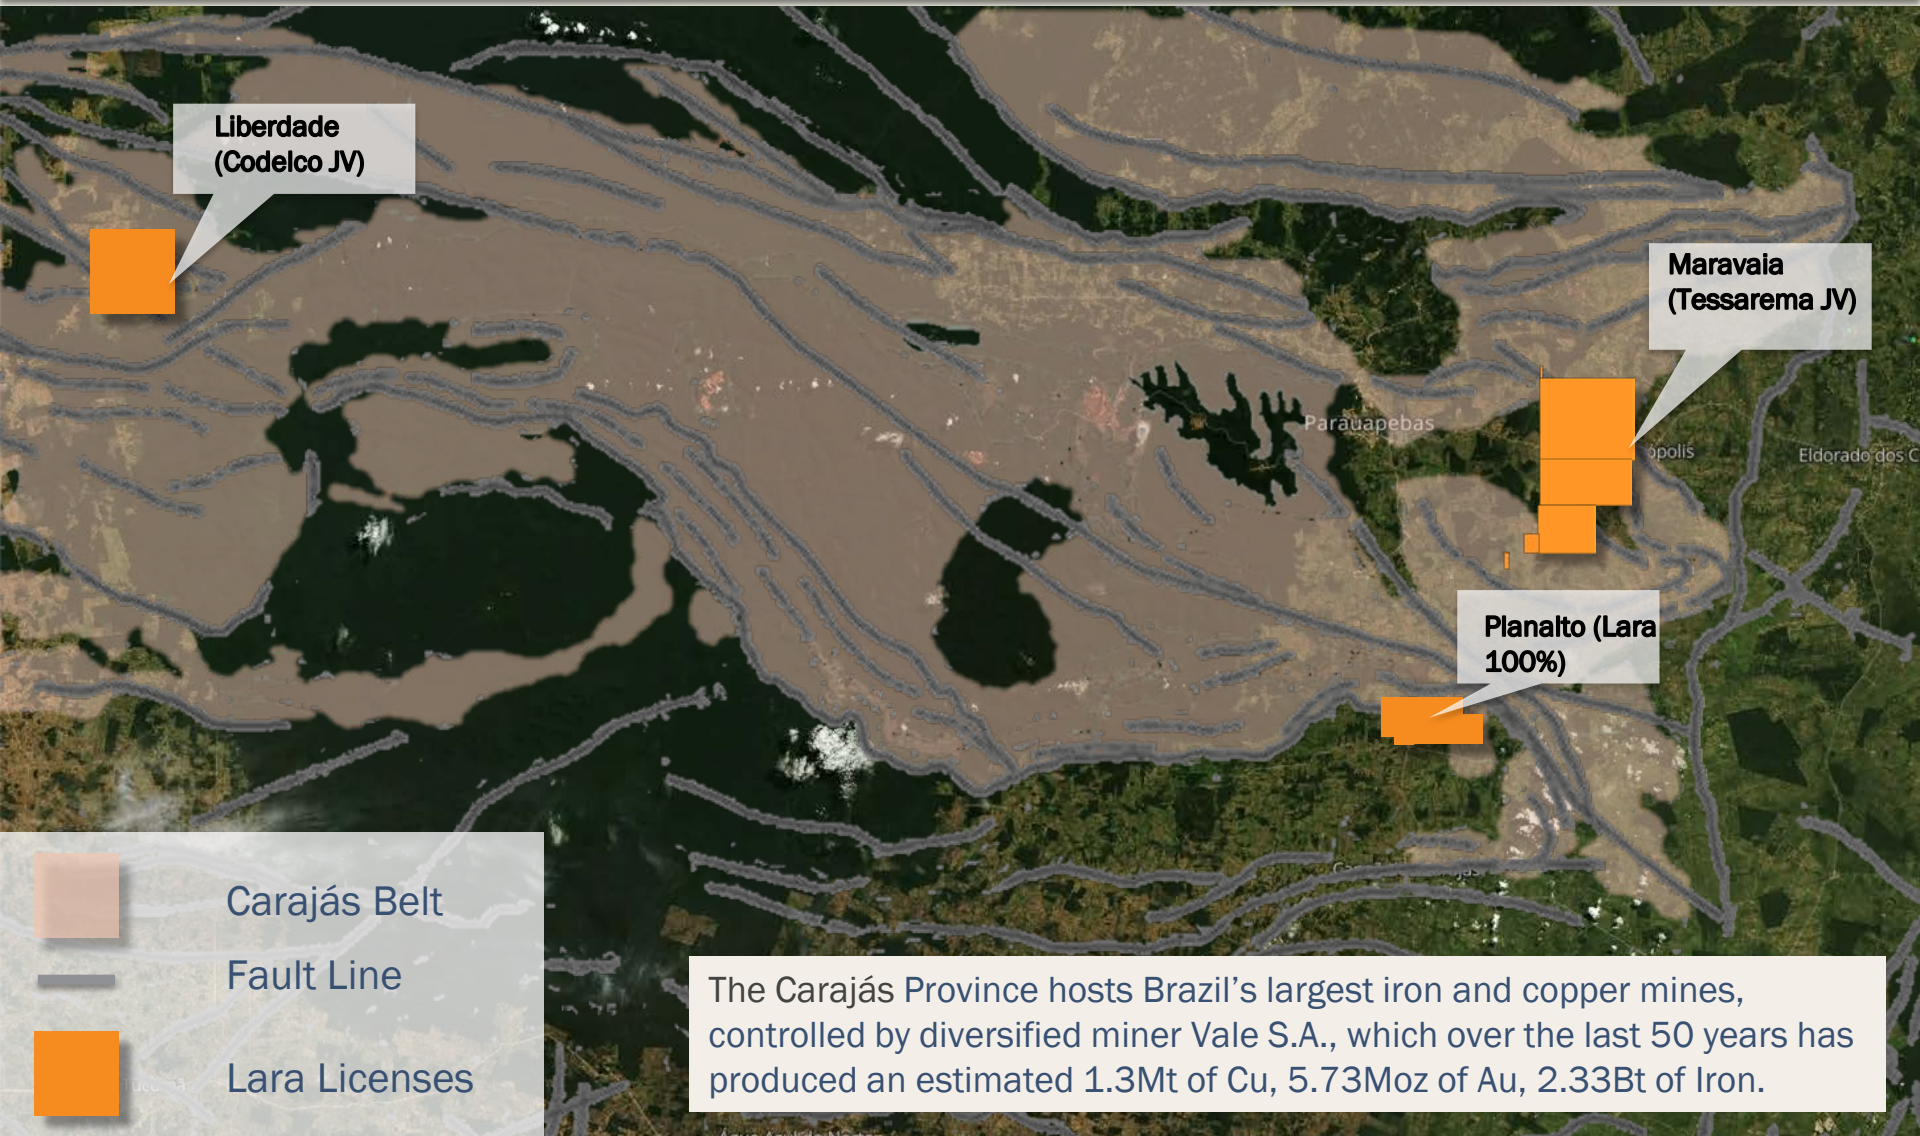 Liberdade
(Codelco JV)
Maravaia
(Tessarema JV)
Parauapebas
ópolis
Eldorado dos C
Planalto (Lara
100%)
Carajás Belt
Fault Line
Lara Licenses
The Carajás Province hosts Brazil’s largest iron and copper mines,
controlled by diversified miner Vale S.A., which over the last 50 years has
produced an estimated 1.3Mt of Cu, 5.73Moz of Au, 2.33Bt of Iron.